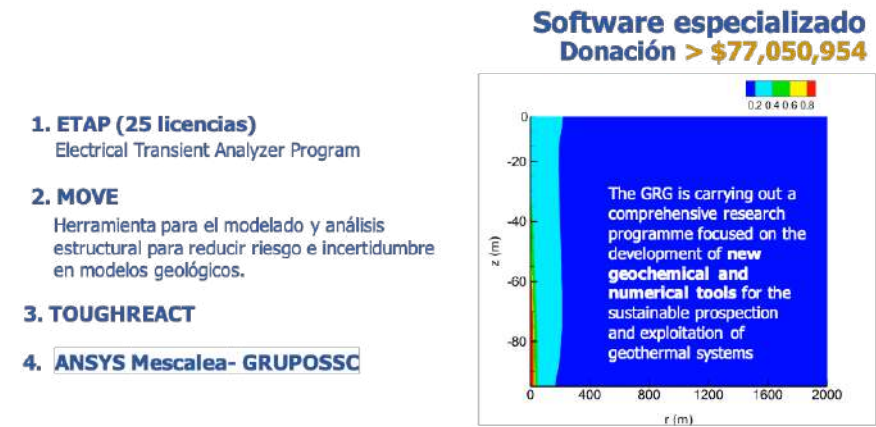 Software especializado
Donación > $77,050,954
1. ETAP (25 licencias)
Electrical Transient Analyzer Program
2. MOVE
Herramienta para el modelado y análisis
estructural para reducir riesgo e incertidumbre
en modelos geológicos.
3. TOUGHREACT
4. ANSYS Mescalea- GRUPOSSC
0.2 0.4 0.6 0.8
0
-20
-40
-60
-80
z (m)
The GRG is carrying out a
comprehensive research
programme focused on the
development of new
geochemical and
numerical tools for the
sustainable prospection
and exploitation of
geothermal systems
0 400 800 1200 1600 2000
r (m)